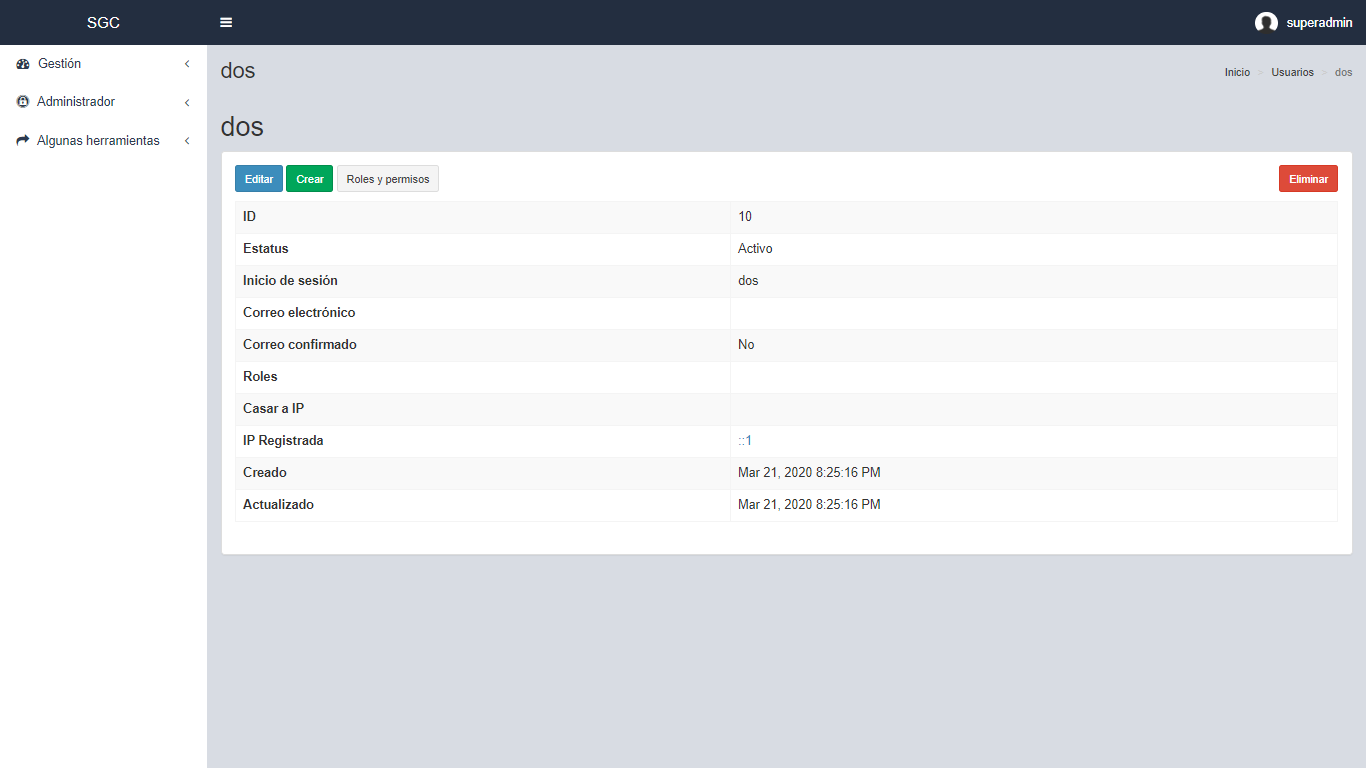 SGC
superadmin
Gestión
Administrador
Algunas herramientas
dos
Inicio > Usuarios > dos
dos
Editar Crear Roles y permisos Eliminar
ID 10
Estatus Activo
Inicio de sesión dos
Correo electrónico
Correo confirmado No
Roles
Casar a IP
IP Registrada ::1
Creado Mar 21, 2020 8:25:16 PM
Actualizado Mar 21, 2020 8:25:16 PM